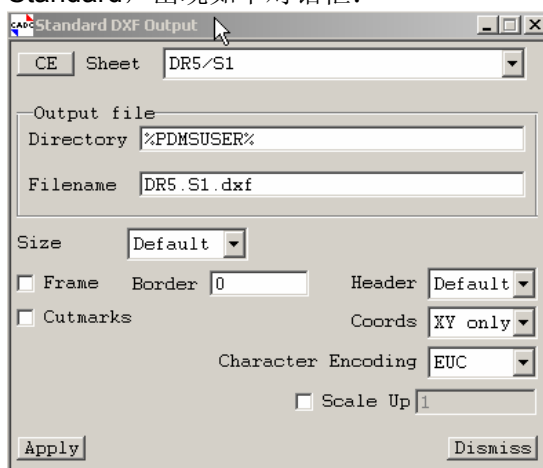 Standard，出现如下对话框：
CADC Standard DXF Output
CE Sheet DR5/S1
Output file
Directory %PDMSUSER%
Filename DR5.S1.dxf
Size Default
Frame Border 0 Header Default
Cutmarks Coords XY only
Character Encoding EUC
Scale Up 1
Apply Dismiss